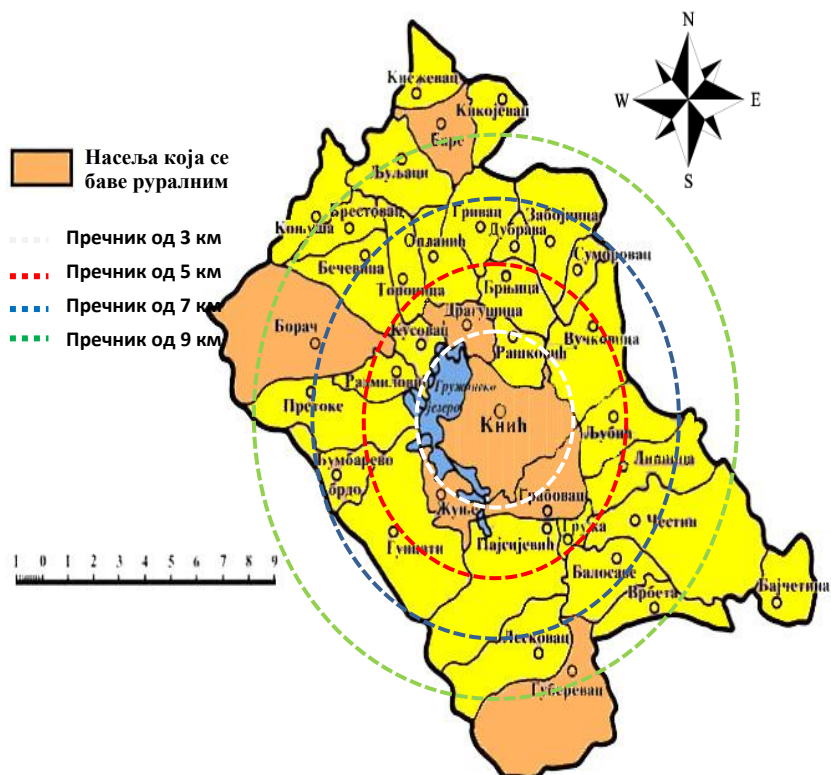 N
W E
S
Насеља која се
баве руралним
Пречник од 3 км
Пречник од 5 км
Пречник од 7 км
Пречник од 9 км
Кнежевац
Кикојевац
Баре
Љуљаци
Коњуша
Брестовац
Гривац
Забојница
Дубрава
Опланић
Бечевица
Суморовац
Топоница
Брњица
Борач
Драгушица
Кусовац
Рашковић
Вучковица
Размилово
Гружанско
језеро
Претоке
Кнић
Љубић
Липница
Бумбарево
брдо
Жуње
Грабовац
Гунцати
Пајсијевић
Гружа
Честин
Балосаве
Врбета
Бајчетина
Лесковац
Губеревац
1 0 1 2 3 4 5 6 7 8 9